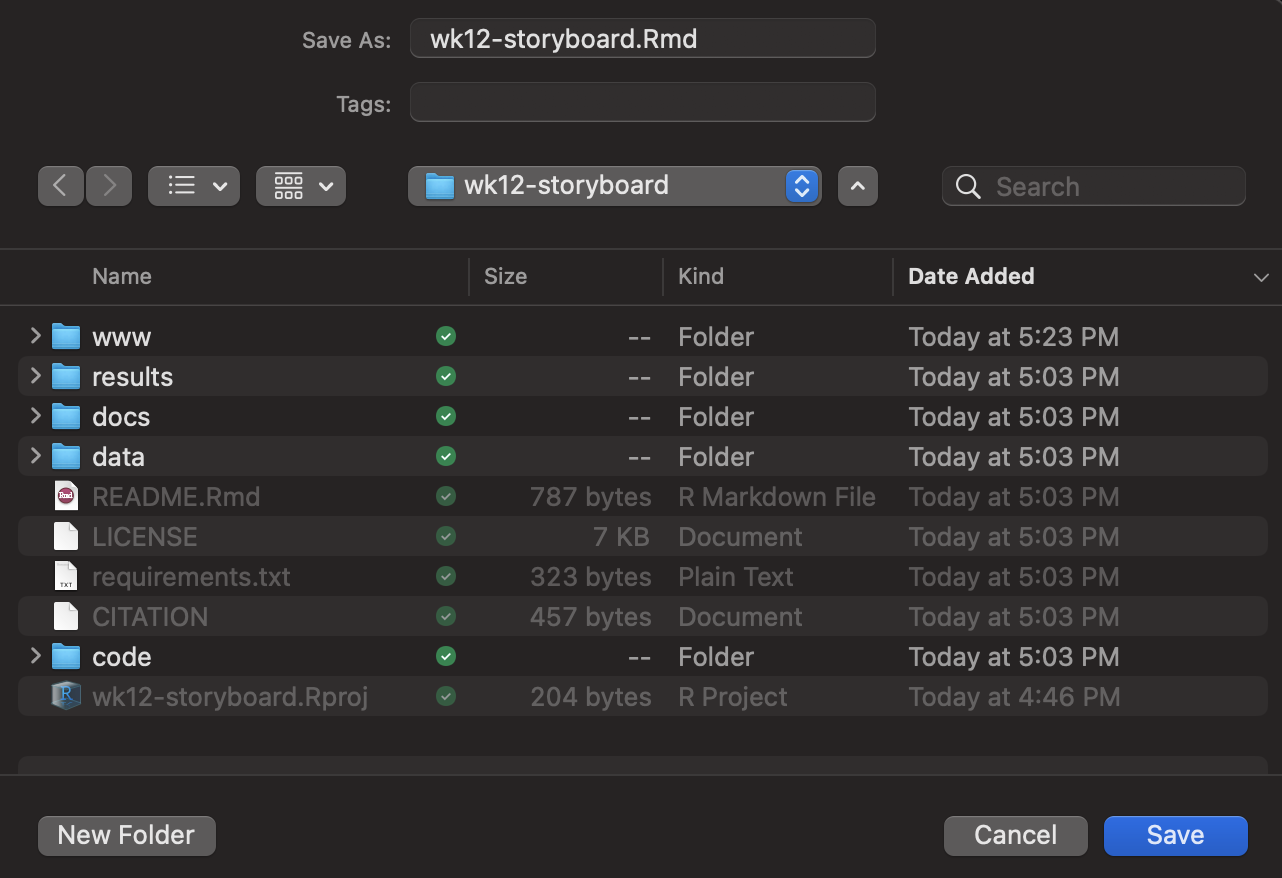 Save As: wk12-storyboard.Rmd
Tags:
wk12-storyboard Search
Name Size Kind Date Added
www -- Folder Today at 5:23 PM
results -- Folder Today at 5:03 PM
docs -- Folder Today at 5:03 PM
data -- Folder Today at 5:03 PM
Rmd README.Rmd 787 bytes R Markdown File Today at 5:03 PM
LICENSE 7 KB Document Today at 5:03 PM
TXT requirements.txt 323 bytes Plain Text Today at 5:03 PM
CITATION 457 bytes Document Today at 5:03 PM
code -- Folder Today at 5:03 PM
R wk12-storyboard.Rproj 204 bytes R Project Today at 4:46 PM
New Folder Cancel Save